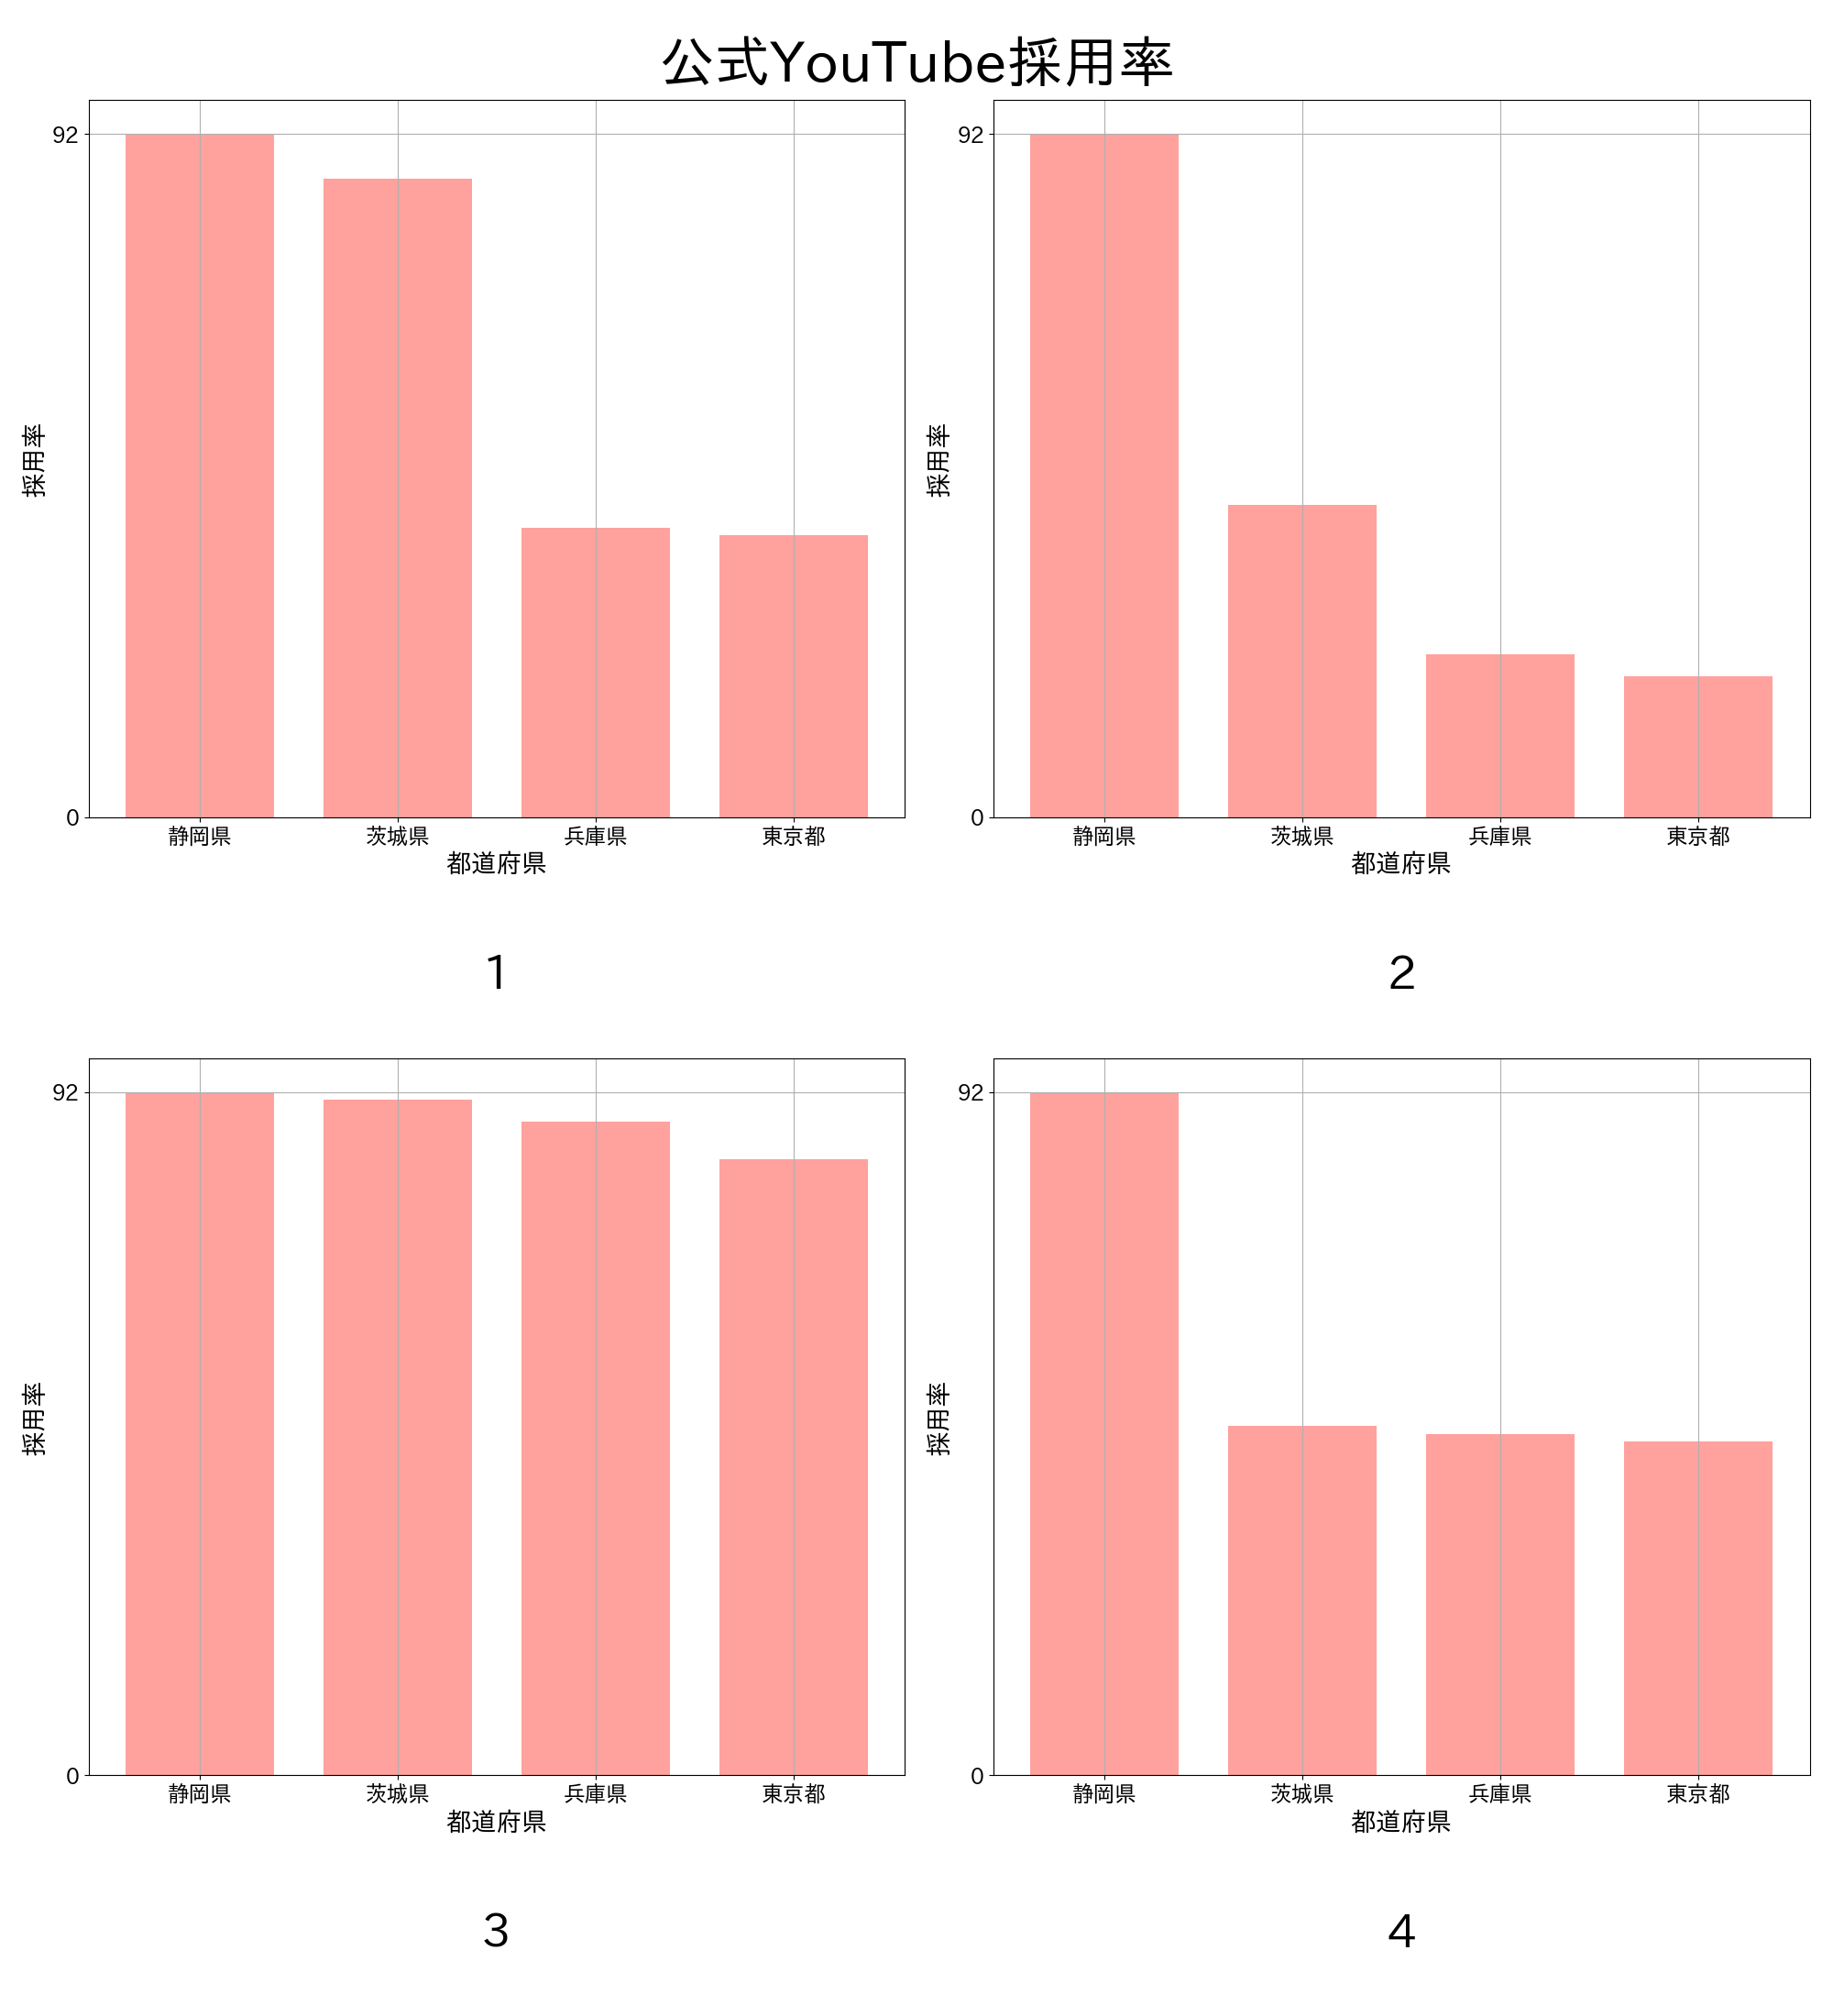 公式YouTube採用率
92
0
採用率
静岡県 茨城県 兵庫県 東京都
都道府県
1
92
0
採用率
静岡県 茨城県 兵庫県 東京都
都道府県
2
92
0
採用率
静岡県 茨城県 兵庫県 東京都
都道府県
3
92
0
採用率
静岡県 茨城県 兵庫県 東京都
都道府県
4